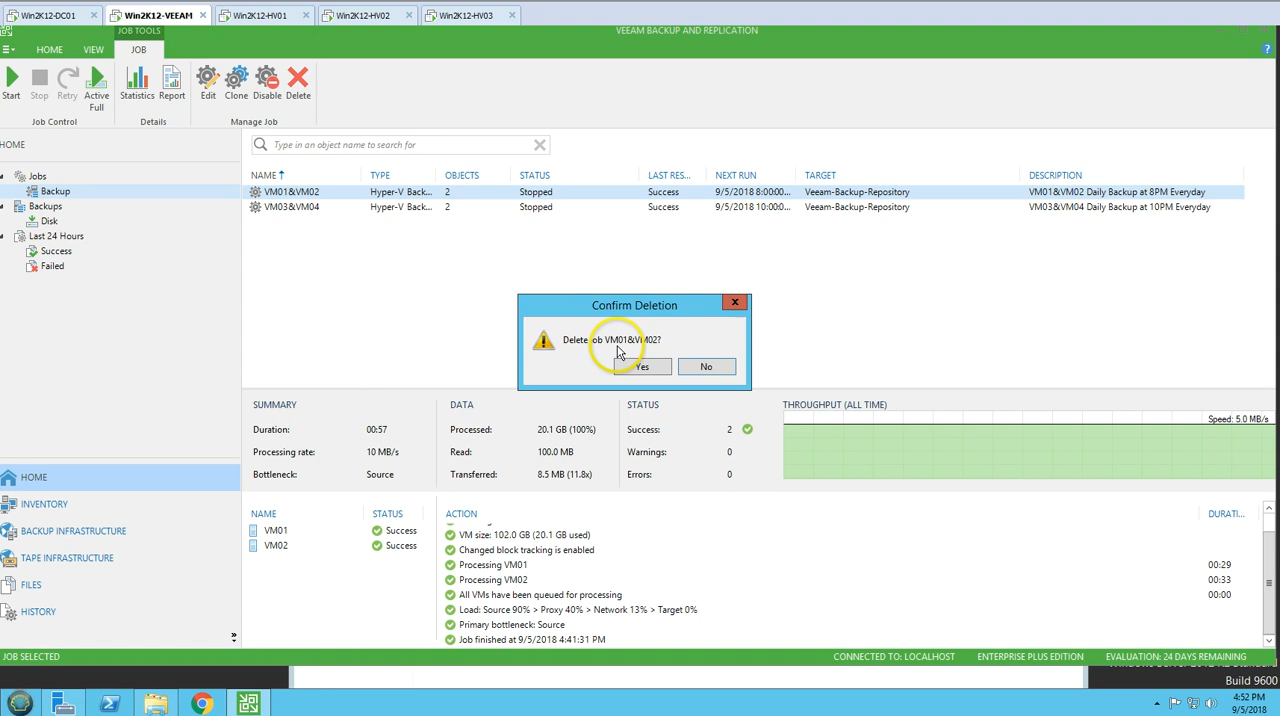 Win2K12-DC01 Win2K12-VEEAM Win2K12-HV01 Win2K12-HV02 Win2K12-HV03
JOB TOOLS VEEAM BACKUP AND REPLICATION
HOME VIEW JOB
Start Stop Retry Active Full Statistics Report Edit Clone Disable Delete
Job Control Details Manage Job
HOME
Type in an object name to search for
Jobs
Backup
Backups
Disk
Last 24 Hours
Success
Failed
NAME TYPE OBJECTS STATUS LAST RES... NEXT RUN TARGET DESCRIPTION
VM01&VM02 Hyper-V Back... 2 Stopped Success 9/5/2018 8:00:00... Veeam-Backup-Repository VM01&VM02 Daily Backup at 8PM Everyday
VM03&VM04 Hyper-V Back... 2 Stopped Success 9/5/2018 10:00:0... Veeam-Backup-Repository VM03&VM04 Daily Backup at 10PM Everyday
Confirm Deletion
Delete job VM01&VM02?
Yes No
SUMMARY DATA STATUS THROUGHPUT (ALL TIME)
Speed: 5.0 MB/s
Duration: 00:57 Processed: 20.1 GB (100%) Success: 2
Processing rate: 10 MB/s Read: 100.0 MB Warnings: 0
Bottleneck: Source Transferred: 8.5 MB (11.8x) Errors: 0
HOME
INVENTORY
BACKUP INFRASTRUCTURE
TAPE INFRASTRUCTURE
FILES
HISTORY
NAME STATUS ACTION DURATI...
VM01 Success
VM02 Success
VM size: 102.0 GB (20.1 GB used)
Changed block tracking is enabled
Processing VM01 00:29
Processing VM02 00:33
All VMs have been queued for processing 00:00
Load: Source 90% > Proxy 40% > Network 13% > Target 0%
Primary bottleneck: Source
Job finished at 9/5/2018 4:41:31 PM
JOB SELECTED CONNECTED TO: LOCALHOST ENTERPRISE PLUS EDITION EVALUATION: 24 DAYS REMAINING
Build 9600
4:52 PM
9/5/2018